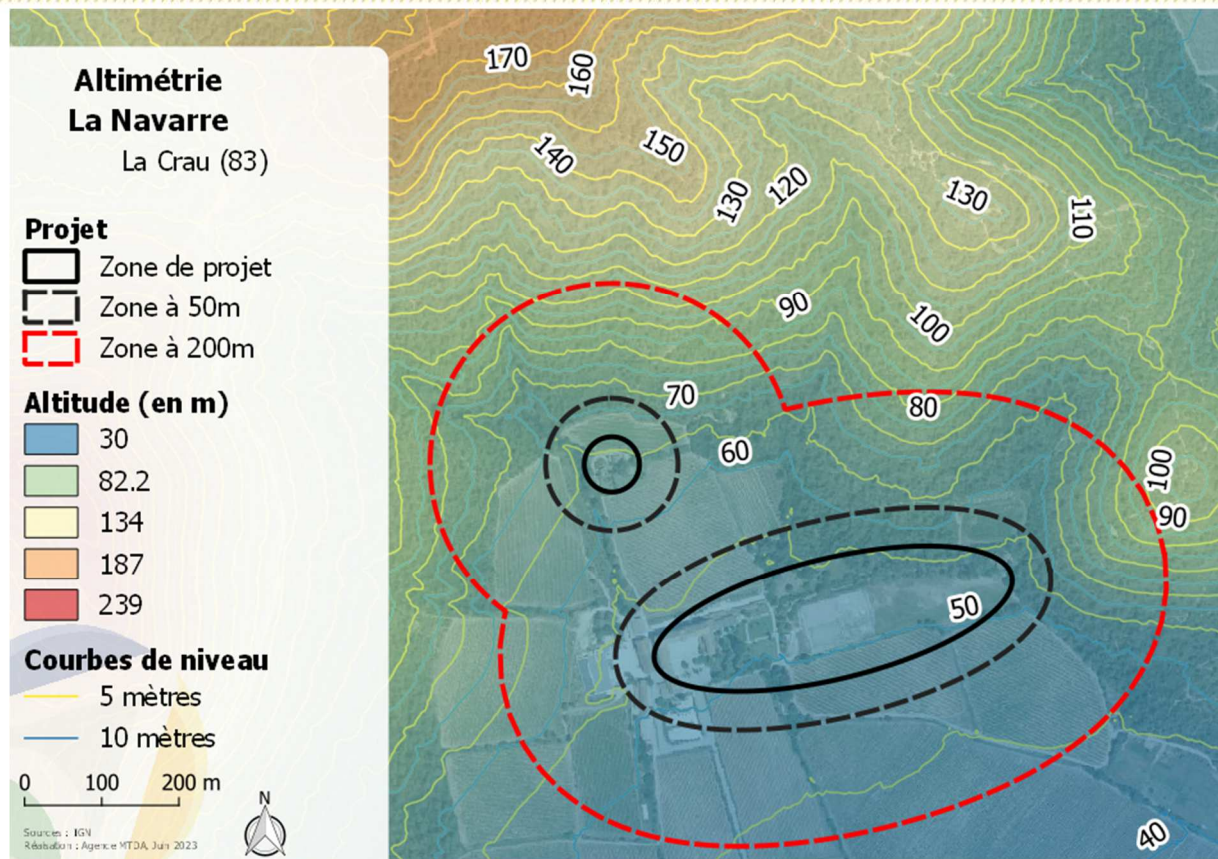 Altimétrie
La Navarre
La Crau (83)
Projet
Zone de projet
Zone à 50m
Zone à 200m
Altitude (en m)
30
82.2
134
187
239
Courbes de niveau
5 mètres
10 mètres
0 100 200 m
N
Sources : IGN
Réalisation : Agence MTDA, Juin 2023
170
160
150
140
130
120
130
110
90
100
70
80
60
100
90
50
40